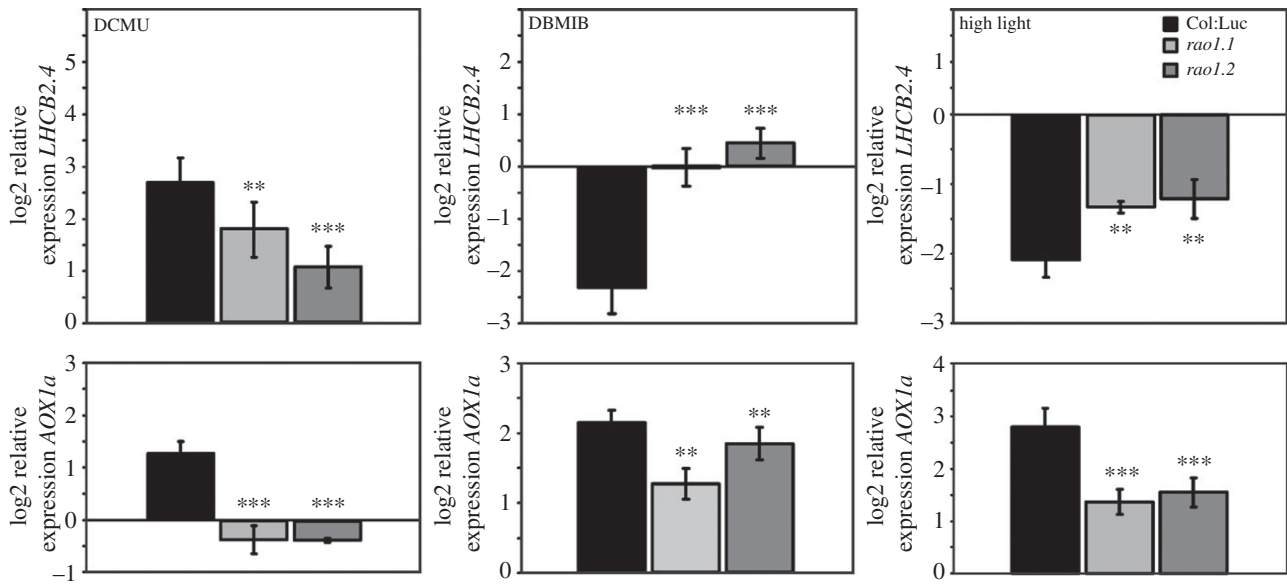 DCMU
5
4
3
2
1
0
log2 relative
expression LHCB2.4
**
***
DBMIB
3
2
1
0
−1
−2
−3
log2 relative
expression LHCB2.4
***
***
high light
1
0
−1
−2
−3
log2 relative
expression LHCB2.4
**
**
Col:Luc
rao1.1
rao1.2
3
2
1
0
−1
log2 relative
expression AOX1a
***
***
3
2
1
0
log2 relative
expression AOX1a
**
**
4
3
2
1
0
log2 relative
expression AOX1a
***
***